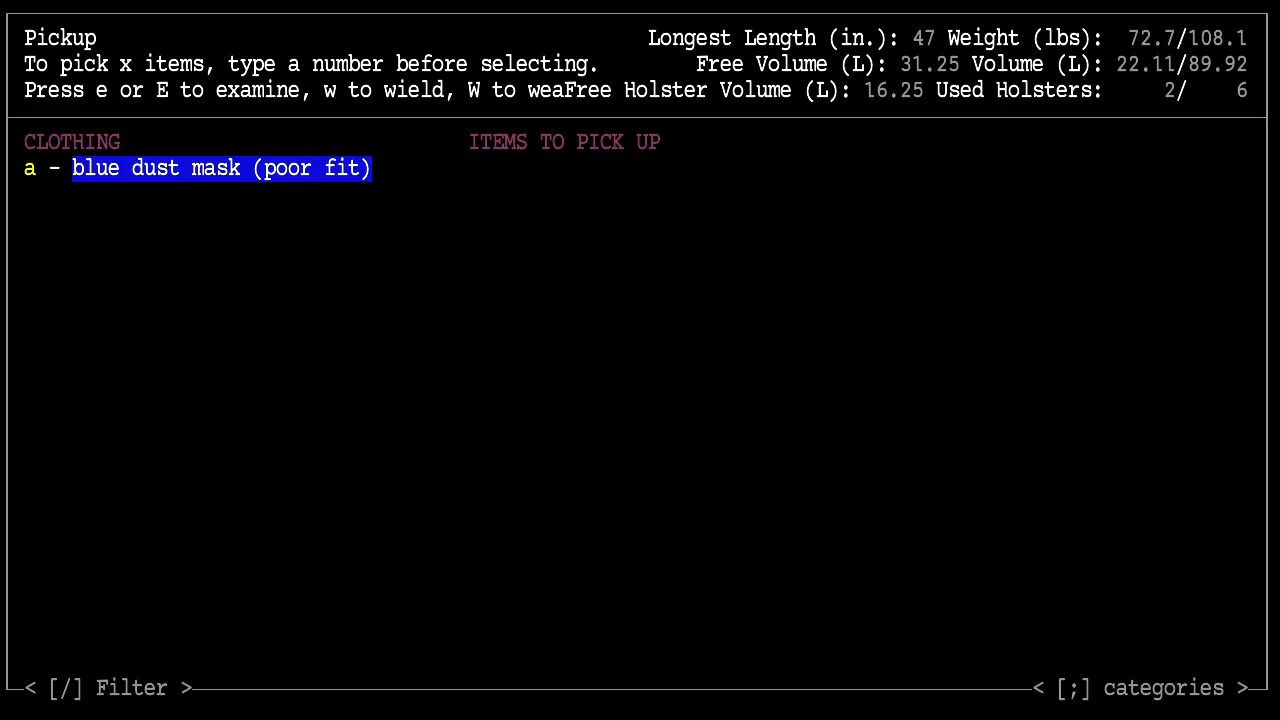 Pickup Longest Length (in.): 47 Weight (lbs): 72.7/108.1
To pick x items, type a number before selecting. Free Volume (L): 31.25 Volume (L): 22.11/89.92
Press e or E to examine, w to wield, W to weaFree Holster Volume (L): 16.25 Used Holsters: 2/ 6
CLOTHING ITEMS TO PICK UP
a - blue dust mask (poor fit)
< [/] Filter > < [;] categories >